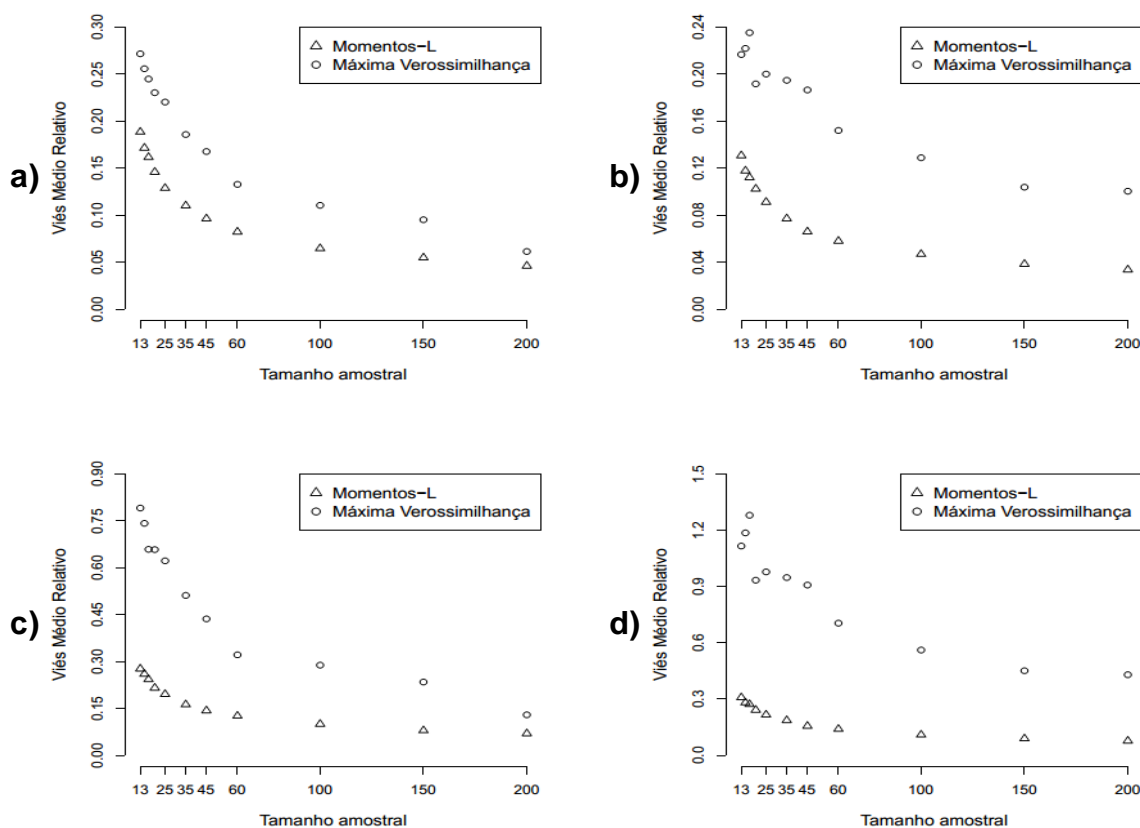 a)
Viés Médio Relativo
0.00 0.05 0.10 0.15 0.20 0.25 0.30
Momentos−L
Máxima Verossimilhança
13 25 35 45 60 100 150 200
Tamanho amostral
b)
Viés Médio Relativo
0.00 0.04 0.08 0.12 0.16 0.20 0.24
Momentos−L
Máxima Verossimilhança
13 25 35 45 60 100 150 200
Tamanho amostral
c)
Viés Médio Relativo
0.00 0.15 0.30 0.45 0.60 0.75 0.90
Momentos−L
Máxima Verossimilhança
13 25 35 45 60 100 150 200
Tamanho amostral
d)
Viés Médio Relativo
0.0 0.3 0.6 0.9 1.2 1.5
Momentos−L
Máxima Verossimilhança
13 25 35 45 60 100 150 200
Tamanho amostral